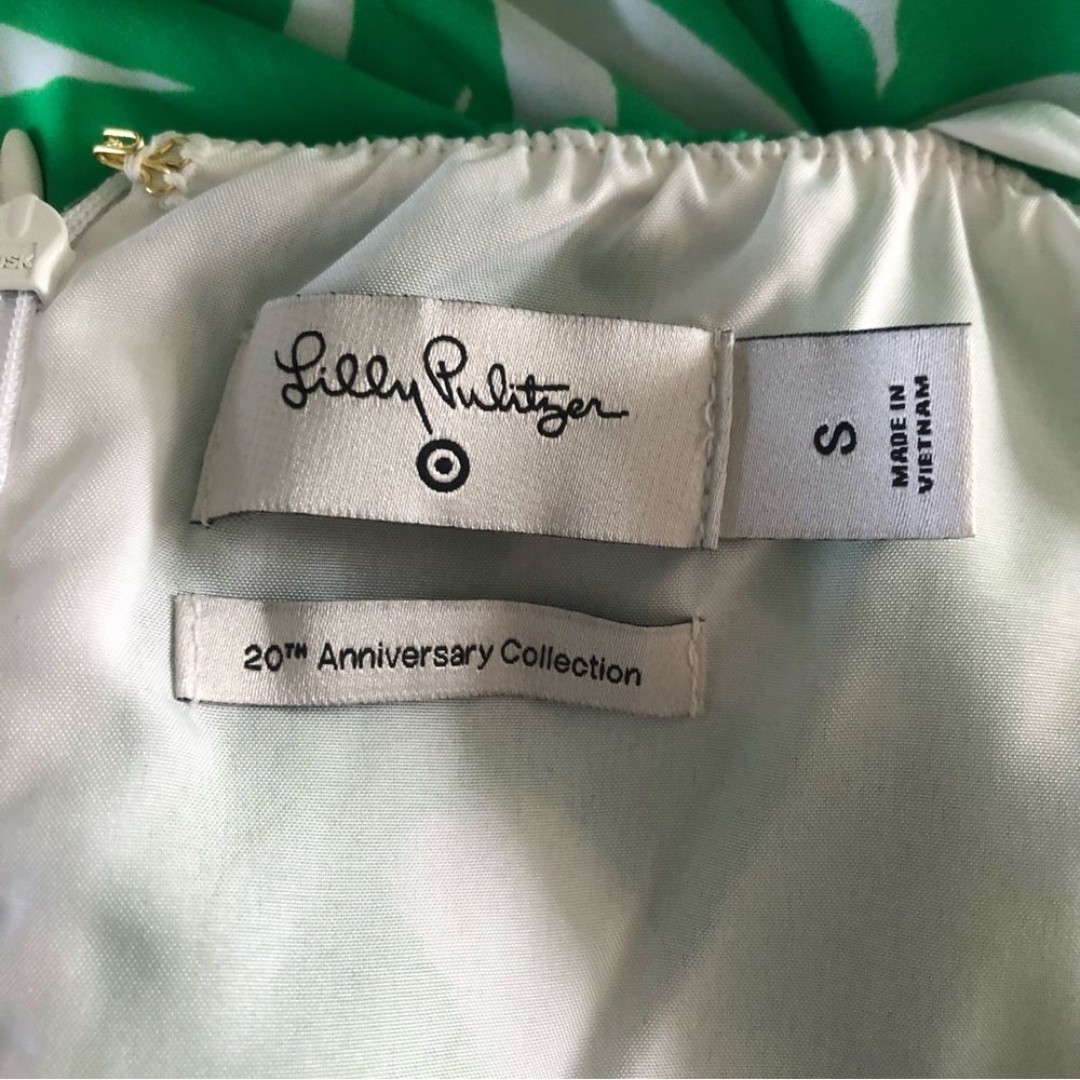 Lilly Pulitzer
S
MADE IN
VIETNAM
20TH Anniversary Collection